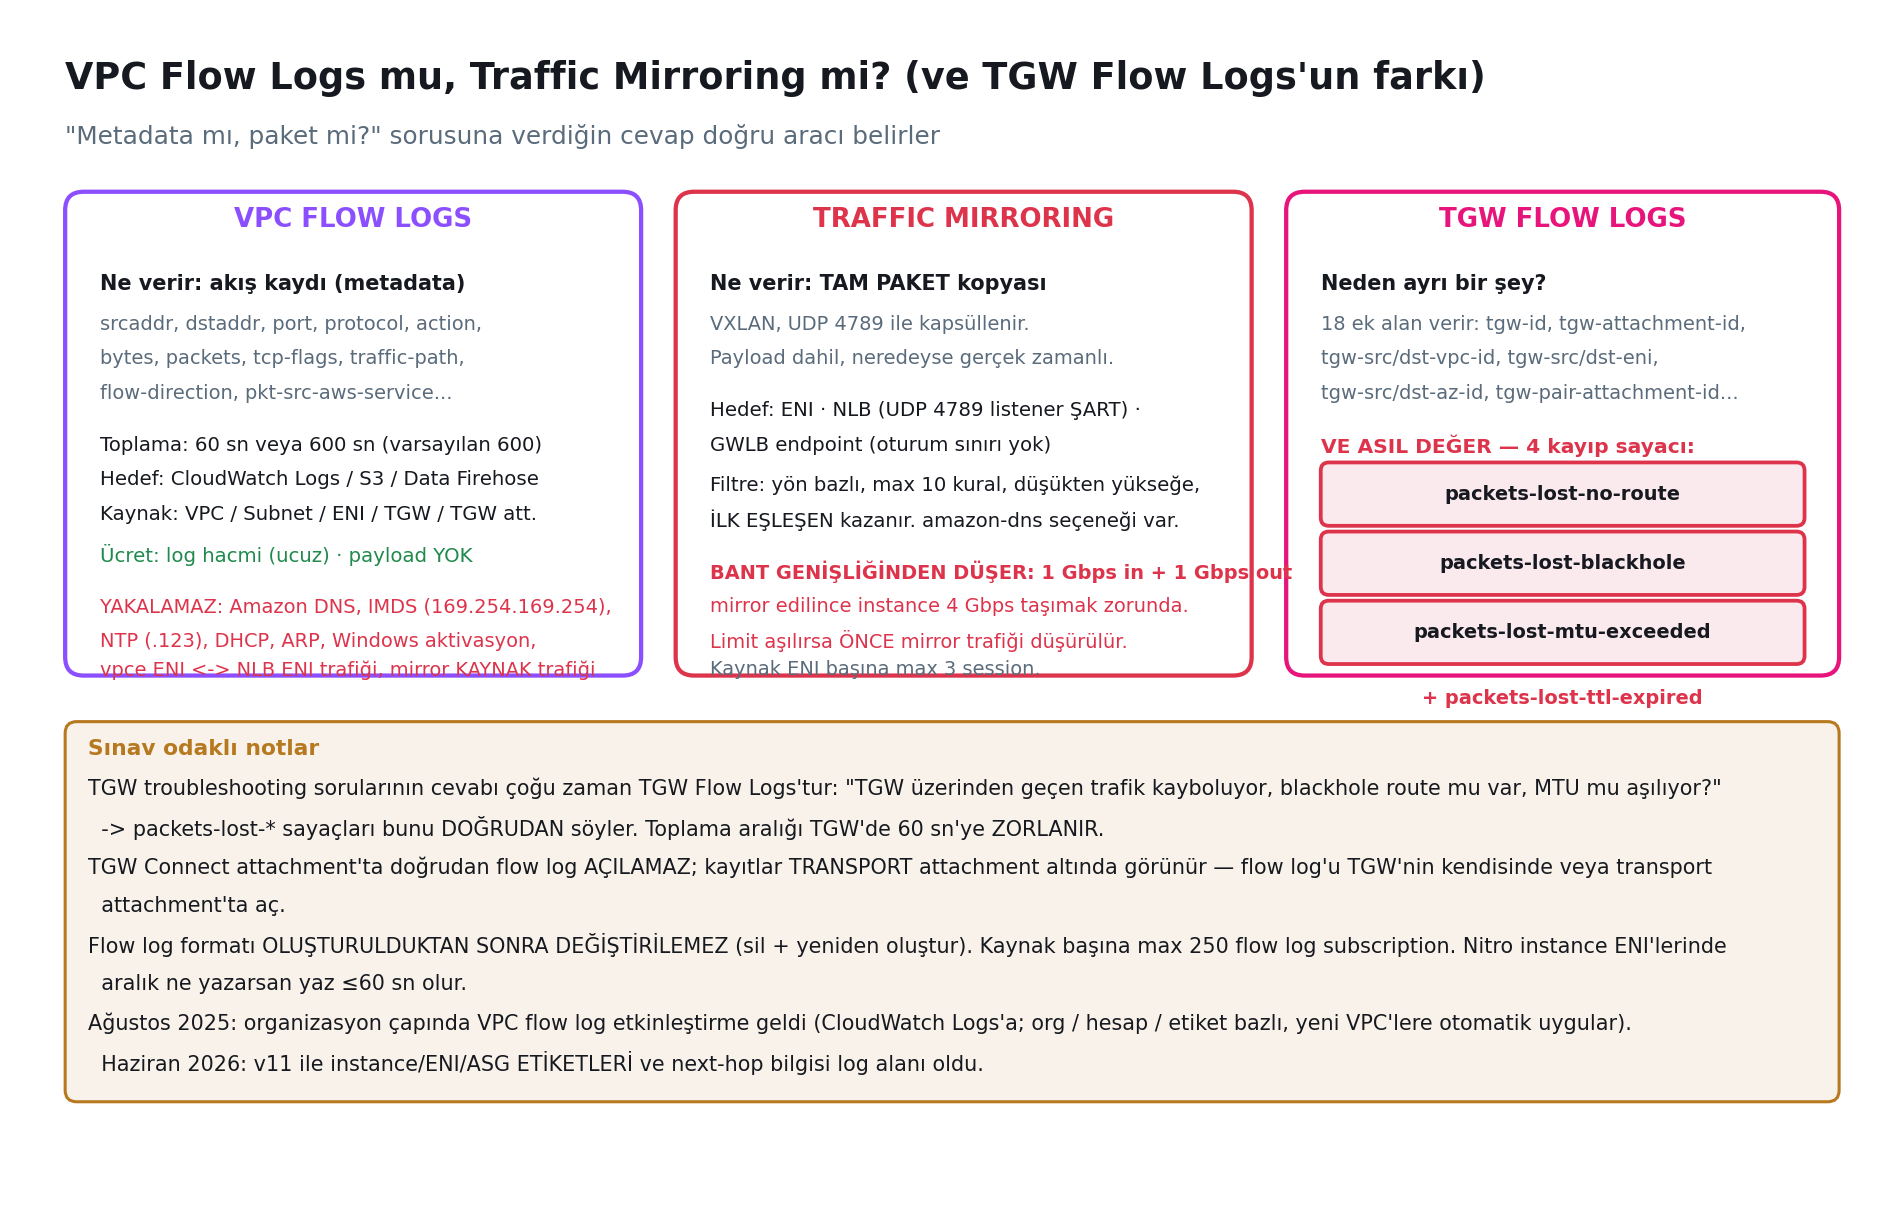 VPC Flow Logs mu, Traffic Mirroring mi? (ve TGW Flow Logs'un farkı)
"Metadata mı, paket mi?" sorusuna verdiğin cevap doğru aracı belirler
VPC FLOW LOGS
Ne verir: akış kaydı (metadata)
srcaddr, dstaddr, port, protocol, action,
bytes, packets, tcp-flags, traffic-path,
flow-direction, pkt-src-aws-service…
Toplama: 60 sn veya 600 sn (varsayılan 600)
Hedef: CloudWatch Logs / S3 / Data Firehose
Kaynak: VPC / Subnet / ENI / TGW / TGW att.
Ücret: log hacmi (ucuz) · payload YOK
YAKALAMAZ: Amazon DNS, IMDS (169.254.169.254),
NTP (.123), DHCP, ARP, Windows aktivasyon,
vpce ENI <-> NLB ENI trafiği, mirror KAYNAK trafiği
TRAFFIC MIRRORING
Ne verir: TAM PAKET kopyası
VXLAN, UDP 4789 ile kapsüllenir.
Payload dahil, neredeyse gerçek zamanlı.
Hedef: ENI · NLB (UDP 4789 listener ŞART) ·
GWLB endpoint (oturum sınırı yok)
Filtre: yön bazlı, max 10 kural, düşükten yükseğe,
İLK EŞLEŞEN kazanır. amazon-dns seçeneği var.
BANT GENİŞLİĞİNDEN DÜŞER: 1 Gbps in + 1 Gbps out
mirror edilince instance 4 Gbps taşımak zorunda.
Limit aşılırsa ÖNCE mirror trafiği düşürülür.
Kaynak ENI başına max 3 session.
TGW FLOW LOGS
Neden ayrı bir şey?
18 ek alan verir: tgw-id, tgw-attachment-id,
tgw-src/dst-vpc-id, tgw-src/dst-eni,
tgw-src/dst-az-id, tgw-pair-attachment-id…
VE ASIL DEĞER — 4 kayıp sayacı:
packets-lost-no-route
packets-lost-blackhole
packets-lost-mtu-exceeded
+ packets-lost-ttl-expired
Sınav odaklı notlar
TGW troubleshooting sorularının cevabı çoğu zaman TGW Flow Logs'tur: "TGW üzerinden geçen trafik kayboluyor, blackhole route mu var, MTU mu aşılıyor?"
-> packets-lost-* sayaçları bunu DOĞRUDAN söyler. Toplama aralığı TGW'de 60 sn'ye ZORLANIR.
TGW Connect attachment'ta doğrudan flow log AÇILAMAZ; kayıtlar TRANSPORT attachment altında görünür — flow log'u TGW'nin kendisinde veya transport
attachment'ta aç.
Flow log formatı OLUŞTURULDUKTAN SONRA DEĞİŞTİRİLEMEZ (sil + yeniden oluştur). Kaynak başına max 250 flow log subscription. Nitro instance ENI'lerinde
aralık ne yazarsan yaz ≤60 sn olur.
Ağustos 2025: organizasyon çapında VPC flow log etkinleştirme geldi (CloudWatch Logs'a; org / hesap / etiket bazlı, yeni VPC'lere otomatik uygular).
Haziran 2026: v11 ile instance/ENI/ASG ETİKETLERİ ve next-hop bilgisi log alanı oldu.